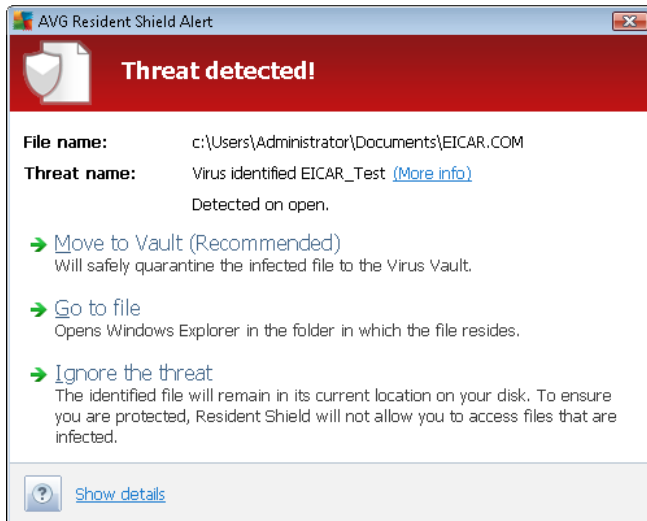 AVG Resident Shield Alert
Threat detected!
File name: c:\Users\Administrator\Documents\EICAR.COM
Threat name: Virus identified EICAR_Test (More info)
Detected on open.
Move to Vault (Recommended)
Will safely quarantine the infected file to the Virus Vault.
Go to file
Opens Windows Explorer in the folder in which the file resides.
Ignore the threat
The identified file will remain in its current location on your disk. To ensure
you are protected, Resident Shield will not allow you to access files that are
infected.
? Show details